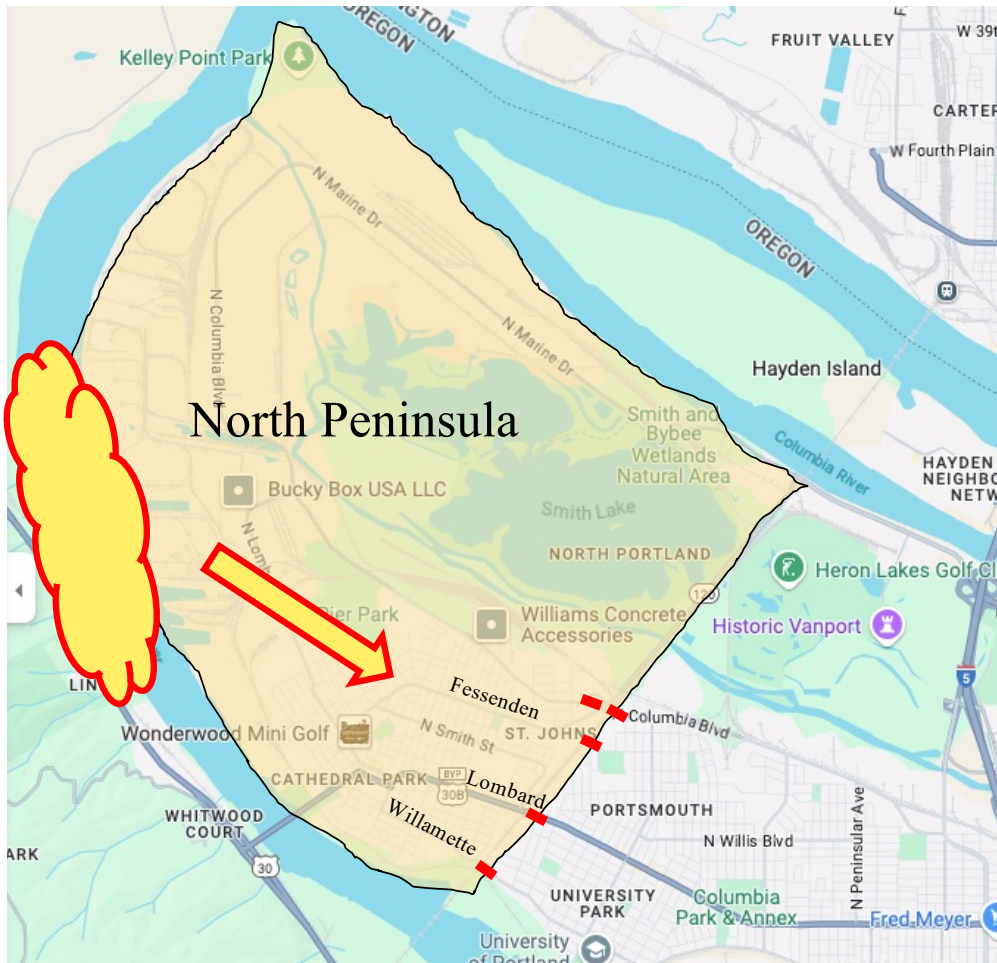 NGTON
OREGON
FRUIT VALLEY
W 39t
Kelley Point Park
CARTER
W Fourth Plain
N Marine Dr
OREGON
N Columbia Blvd
N Marine Dr
Hayden Island
North Peninsula
Smith and
Bybee
Wetlands
Natural Area
Columbia River
HAYDEN
NEIGHBO
NETW
Bucky Box USA LLC
Smith Lake
N Lomb
NORTH PORTLAND
Heron Lakes Golf Cl
120
Pier Park
Williams Concrete
Accessories
Historic Vanport
5
LIN
Fessenden
Columbia Blvd
Wonderwood Mini Golf
N Smith St
ST. JOHNS
CATHEDRAL PARK
BYP
30B
Lombard
PORTSMOUTH
WHITWOOD
COURT
Willamette
N Willis Blvd
N Peninsular Ave
ARK
30
UNIVERSITY
PARK
Columbia
Park & Annex
Fred Meyer
University
of Portland